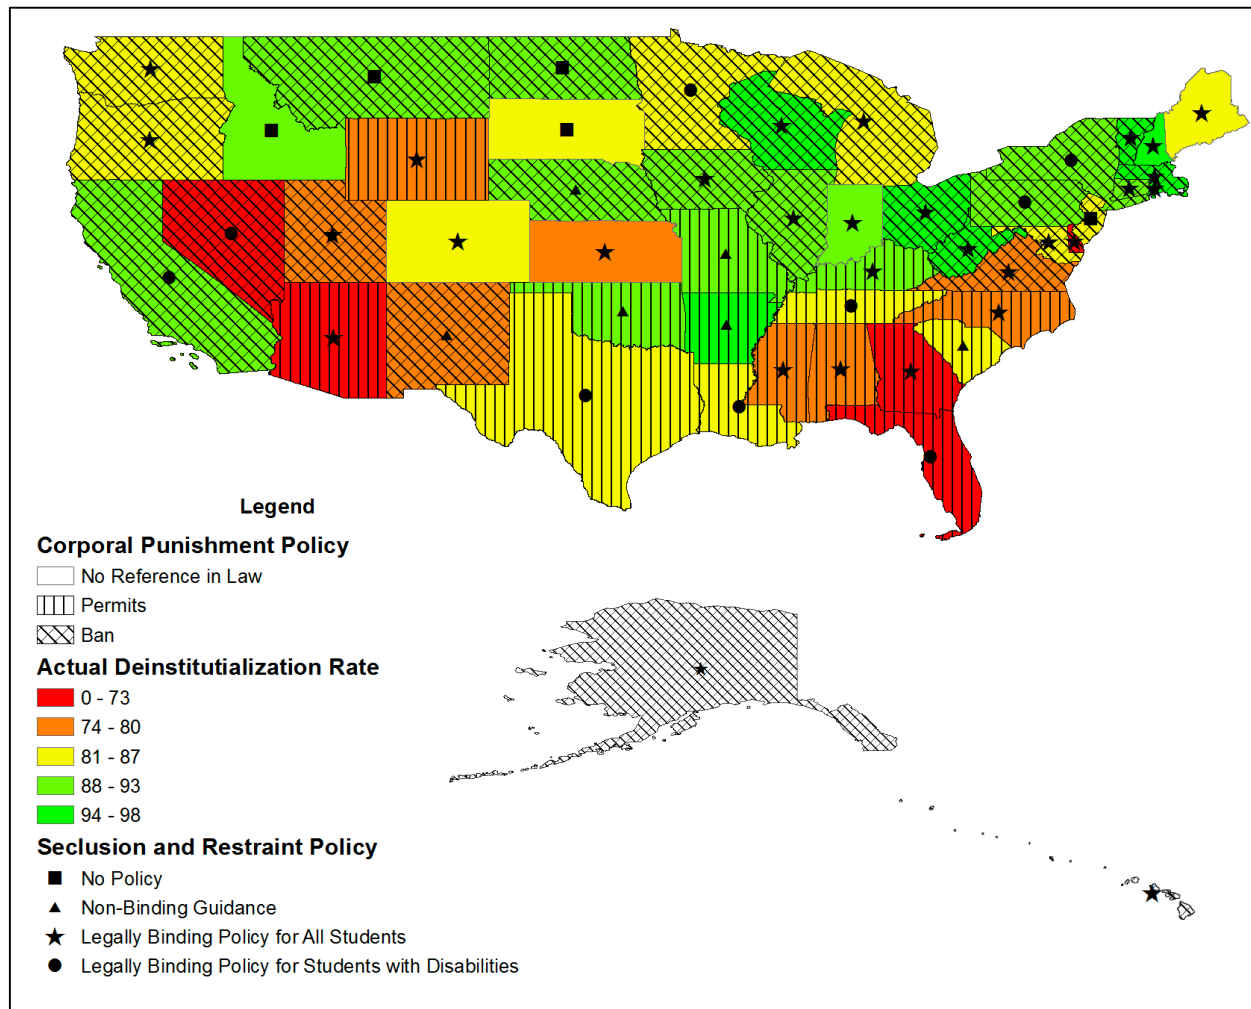 Legend
Corporal Punishment Policy
No Reference in Law
Permits
Ban
Actual Deinstitutialization Rate
0 - 73
74 - 80
81 - 87
88 - 93
94 - 98
Seclusion and Restraint Policy
No Policy
Non-Binding Guidance
Legally Binding Policy for All Students
Legally Binding Policy for Students with Disabilities